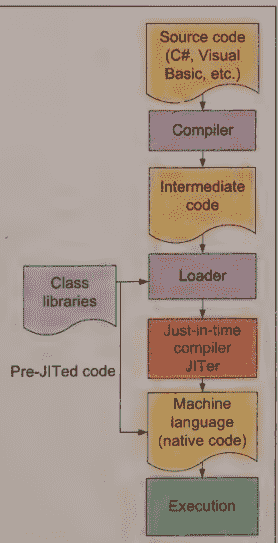 Source code
(C#, Visual
Basic, etc.)
Compiler
Intermediate
code
Class
libraries
Loader
Just-in-time
compiler
JITer
Pre-JITed code
Machine
language
(native code)
Execution